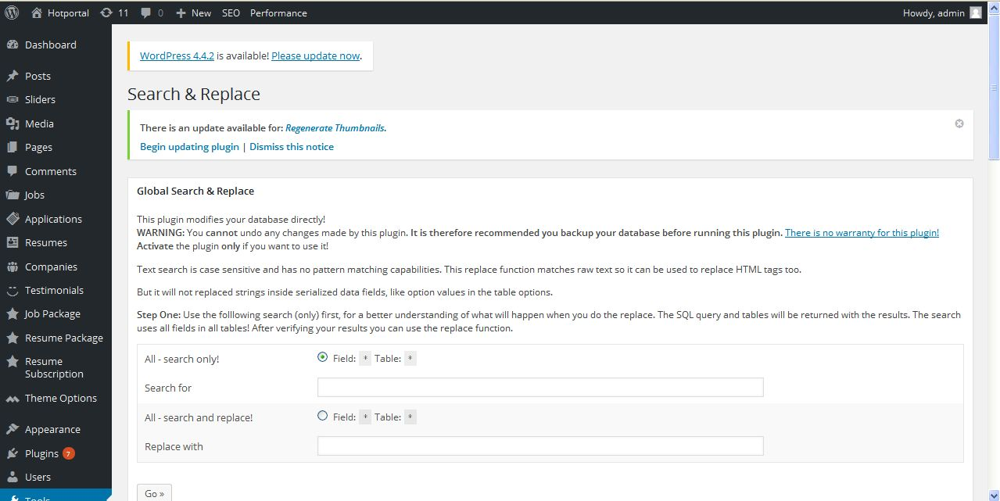 Hotportal 11 0 New SEO Performance Howdy, admin
Dashboard
Posts
Sliders
Media
Pages
Comments
Jobs
Applications
Resumes
Companies
Testimonials
Job Package
Resume Package
Resume
Subscription
Theme Options
Appearance
Plugins 7
Users
Tools
WordPress 4.4.2 is available! Please update now.
Search & Replace
There is an update available for: Regenerate Thumbnails.
Begin updating plugin | Dismiss this notice
Global Search & Replace
This plugin modifies your database directly!
WARNING: You cannot undo any changes made by this plugin. It is therefore recommended you backup your database before running this plugin. There is no warranty for this plugin!
Activate the plugin only if you want to use it!
Text search is case sensitive and has no pattern matching capabilities. This replace function matches raw text so it can be used to replace HTML tags too.
But it will not replaced strings inside serialized data fields, like option values in the table options.
Step One: Use the folllowing search (only) first, for a better understanding of what will happen when you do the replace. The SQL query and tables will be returned with the results. The search
uses all fields in all tables! After verifying your results you can use the replace function.
All - search only! Field: * Table: *
Search for
All - search and replace! Field: * Table: *
Replace with
Go »